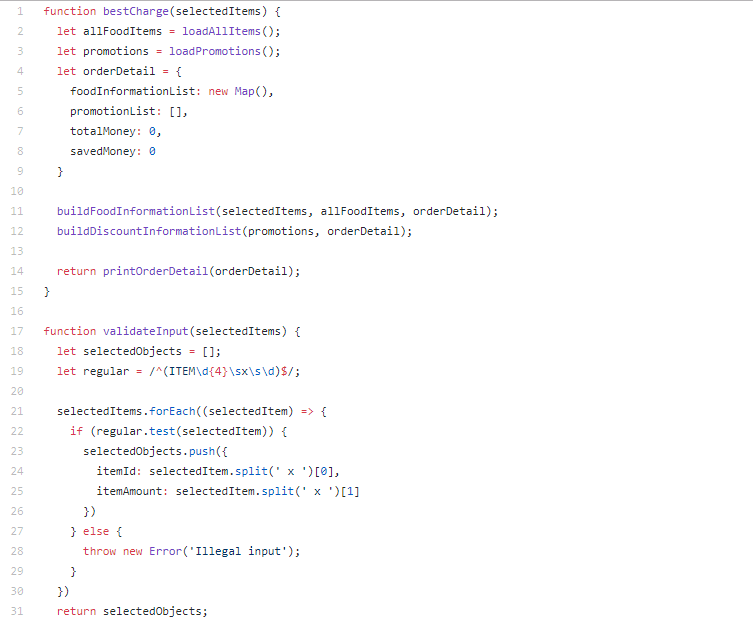 1 function bestCharge(selectedItems) {
2 let allFoodItems = loadAllItems();
3 let promotions = loadPromotions();
4 let orderDetail = {
5 foodInformationList: new Map(),
6 promotionList: [],
7 totalMoney: 0,
8 savedMoney: 0
9 }
10
11 buildFoodInformationList(selectedItems, allFoodItems, orderDetail);
12 buildDiscountInformationList(promotions, orderDetail);
13
14 return printOrderDetail(orderDetail);
15 }
16
17 function validateInput(selectedItems) {
18 let selectedObjects = [];
19 let regular = /^(ITEM\d{4}\sx\s\d)$/;
20
21 selectedItems.forEach((selectedItem) => {
22 if (regular.test(selectedItem)) {
23 selectedObjects.push({
24 itemId: selectedItem.split(' x ')[0],
25 itemAmount: selectedItem.split(' x ')[1]
26 })
27 } else {
28 throw new Error('Illegal input');
29 }
30 })
31 return selectedObjects;